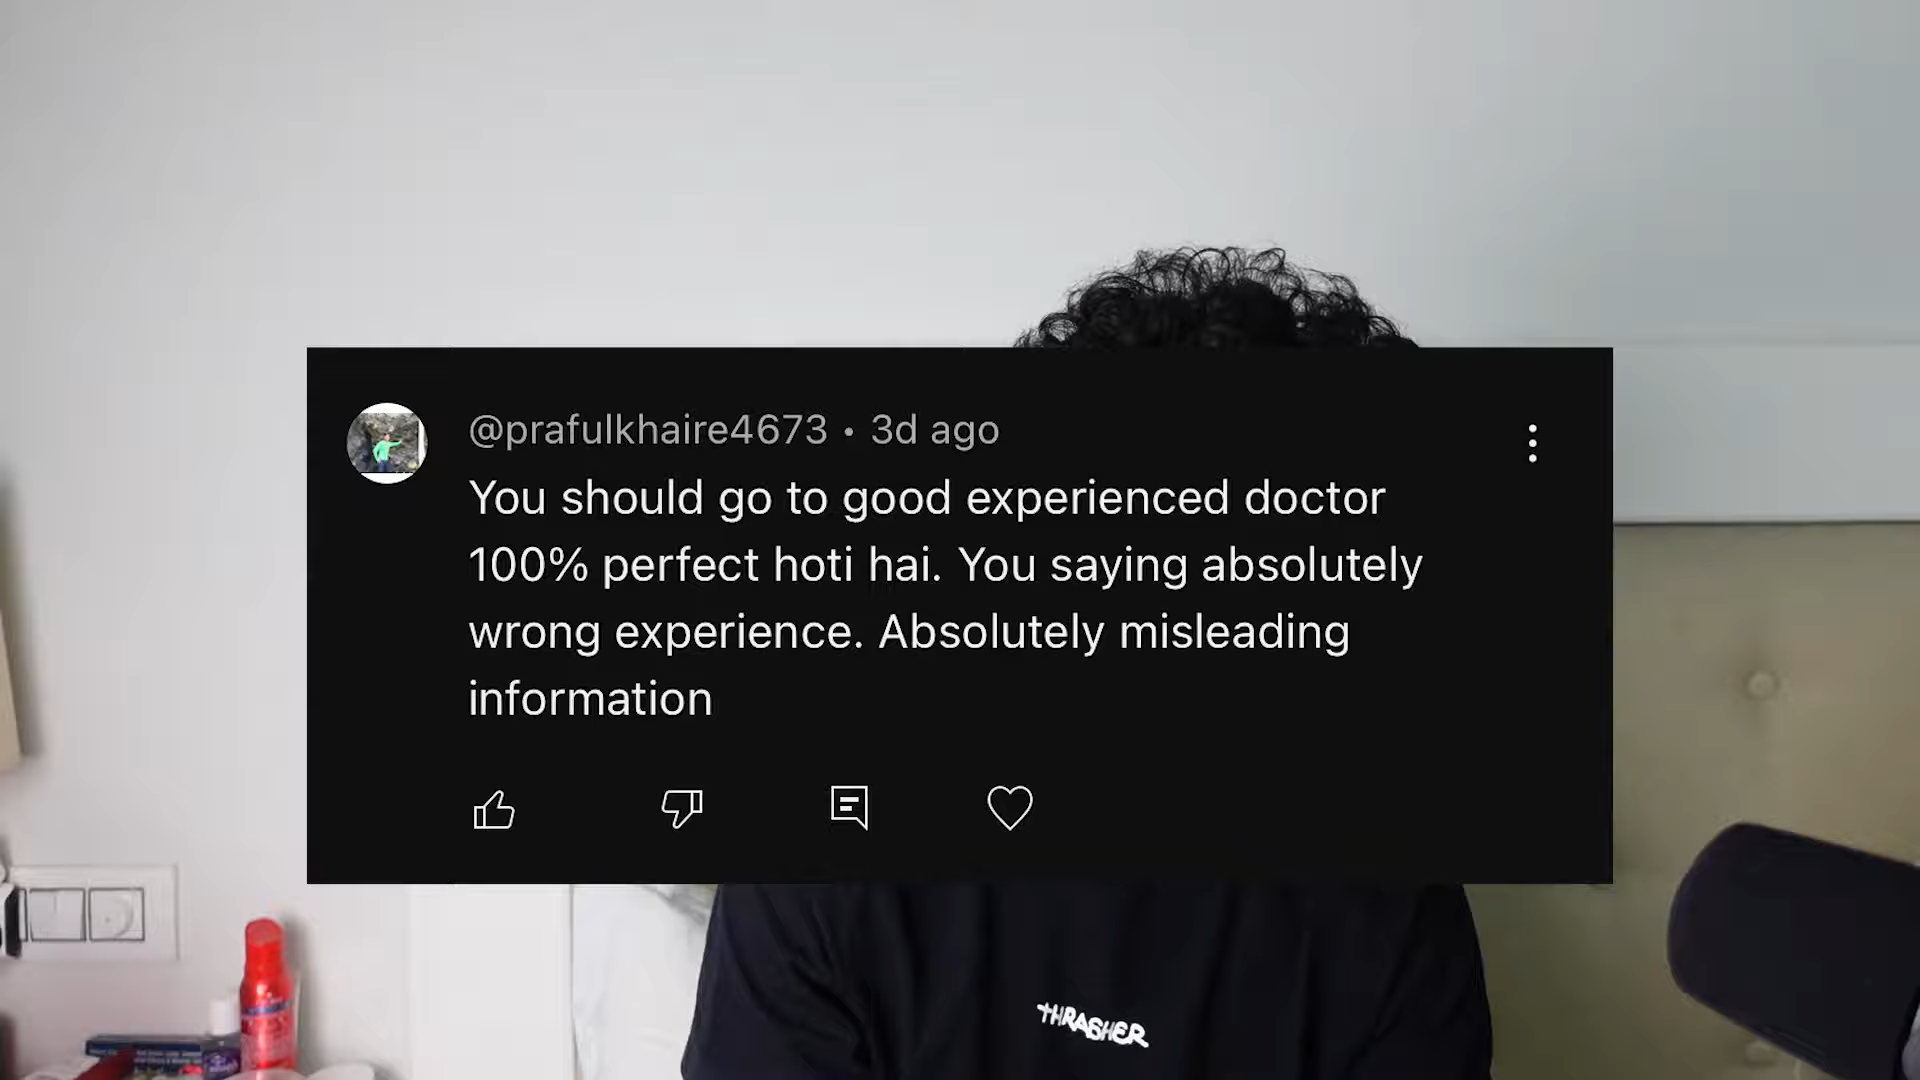 @prafulkhaire4673 • 3d ago
You should go to good experienced doctor
100% perfect hoti hai. You saying absolutely
wrong experience. Absolutely misleading
information
THRASHER